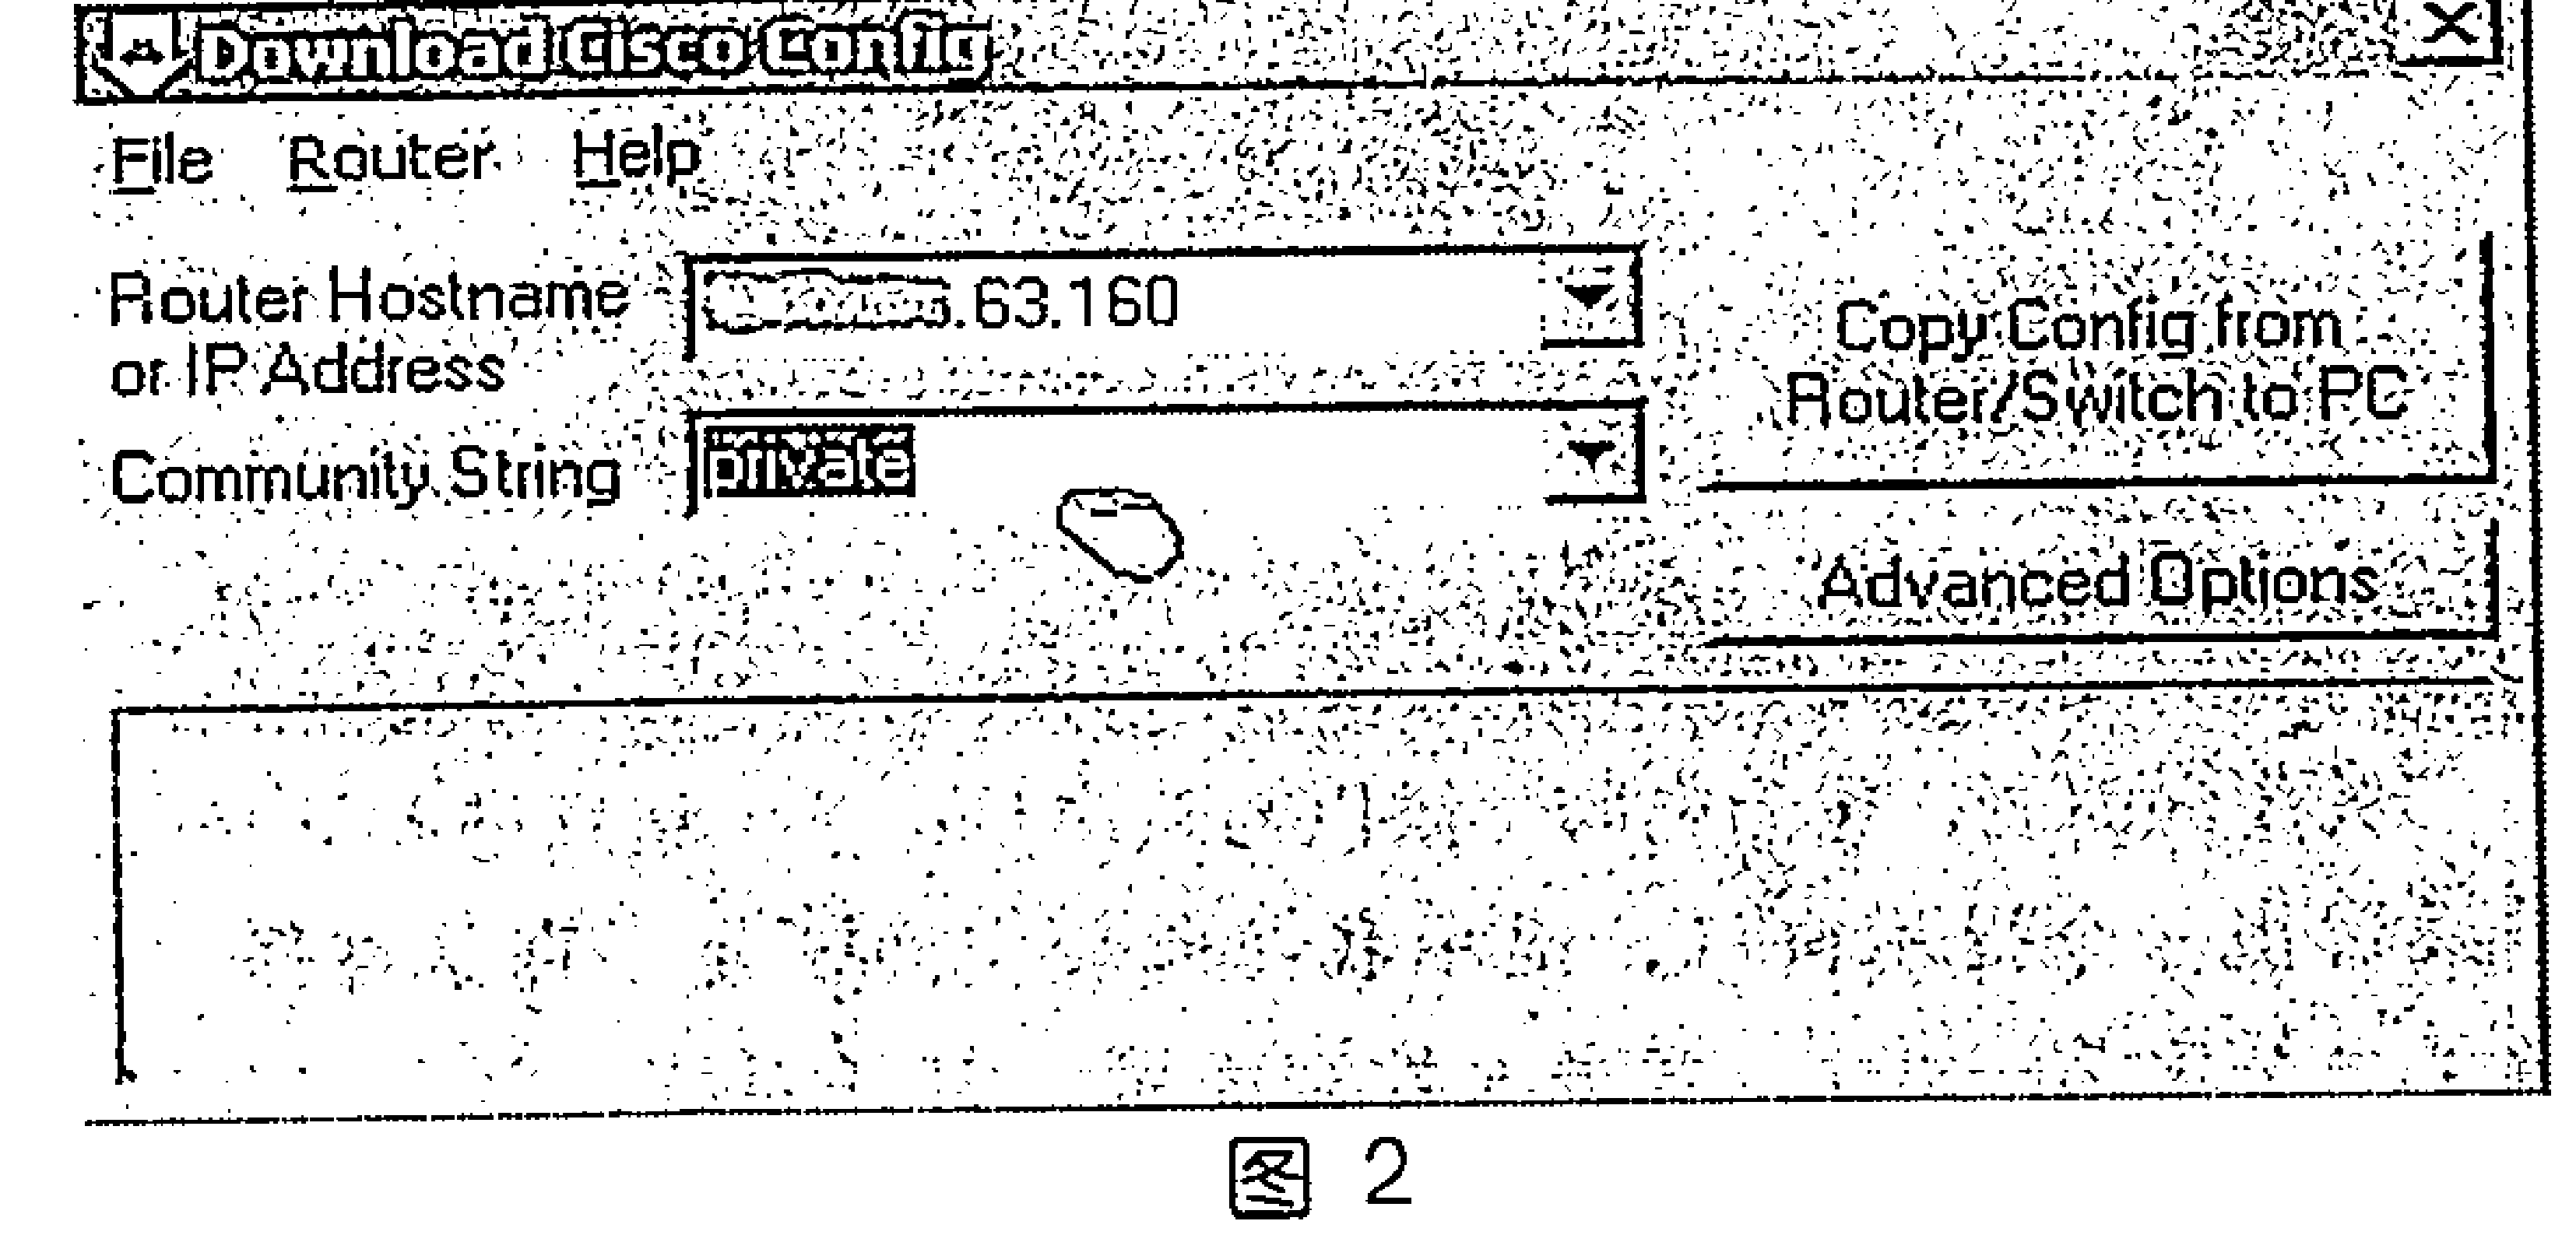 Download Cisco Config
File Router Help
Router Hostname
or IP Address
.63.160
Copy Config from
Router/Switch to PC
Community String
private
Advanced Options
图 2